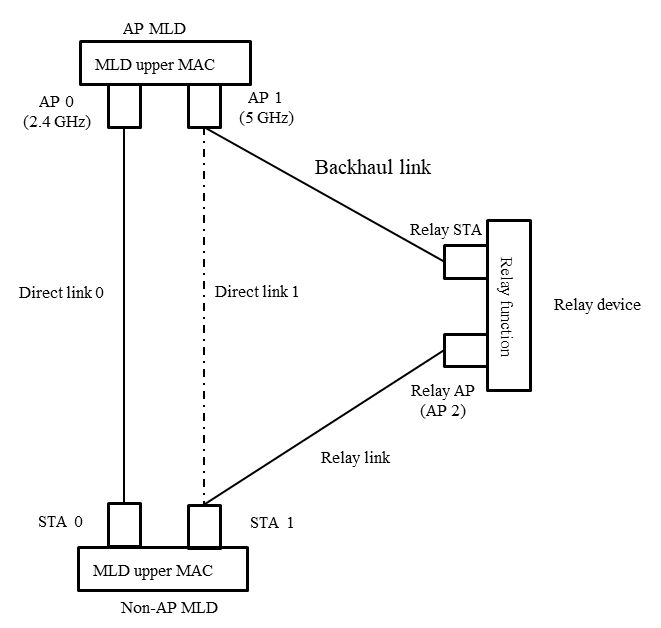 AP MLD
MLD upper MAC
AP 0
(2.4 GHz)
AP 1
(5 GHz)
Backhaul link
Relay STA
Relay function
Relay device
Direct link 0
Direct link 1
Relay AP
(AP 2)
Relay link
STA 0
STA 1
MLD upper MAC
Non-AP MLD